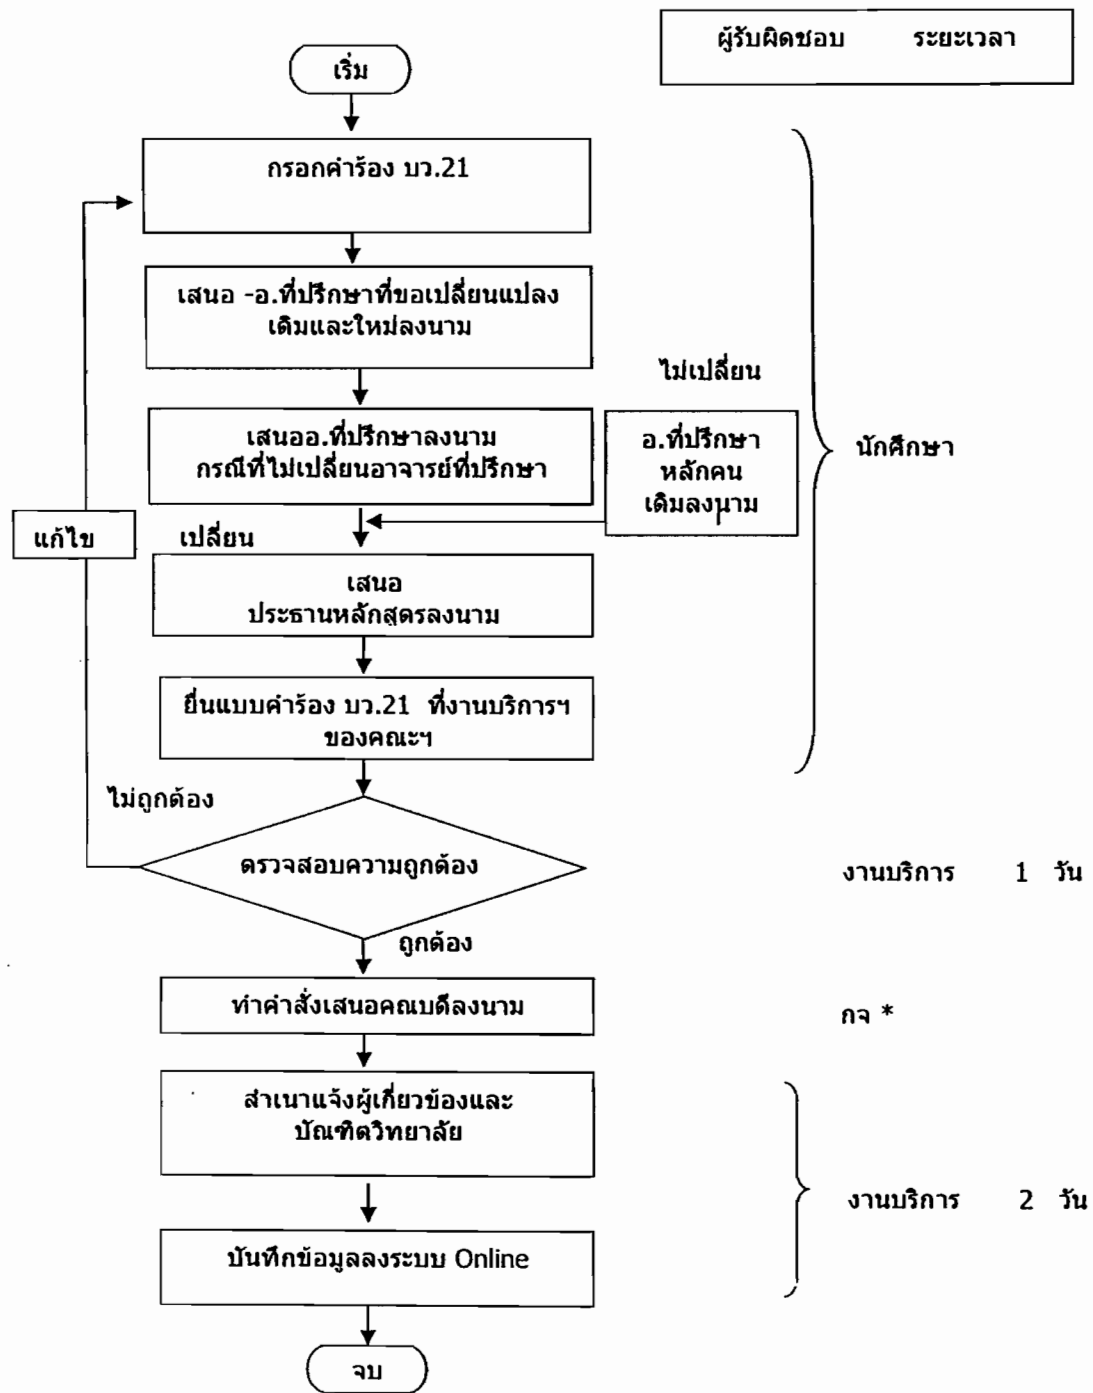 ผู้รับผิดชอบ ระยะเวลา
เริ่ม
กรอกคำร้อง บว.21
เสนอ -อ.ที่ปรึกษาที่ขอเปลี่ยนแปลง
เดิมและใหม่ลงนาม
ไม่เปลี่ยน
เสนออ.ที่ปรึกษาลงนาม
กรณีที่ไม่เปลี่ยนอาจารย์ที่ปรึกษา
อ.ที่ปรึกษา
หลักคน
เดิมลงนาม
นักศึกษา
แก้ไข
เปลี่ยน
เสนอ
ประธานหลักสูตรลงนาม
ยื่นแบบคำร้อง บว.21 ที่งานบริการฯ
ของคณะฯ
ไม่ถูกต้อง
ตรวจสอบความถูกต้อง
งานบริการ 1 วัน
ถูกต้อง
ทำคำสั่งเสนอคณบดีลงนาม
กจ *
สำเนาแจ้งผู้เกี่ยวข้องและ
บัณฑิตวิทยาลัย
งานบริการ 2 วัน
บันทึกข้อมูลลงระบบ Online
จบ